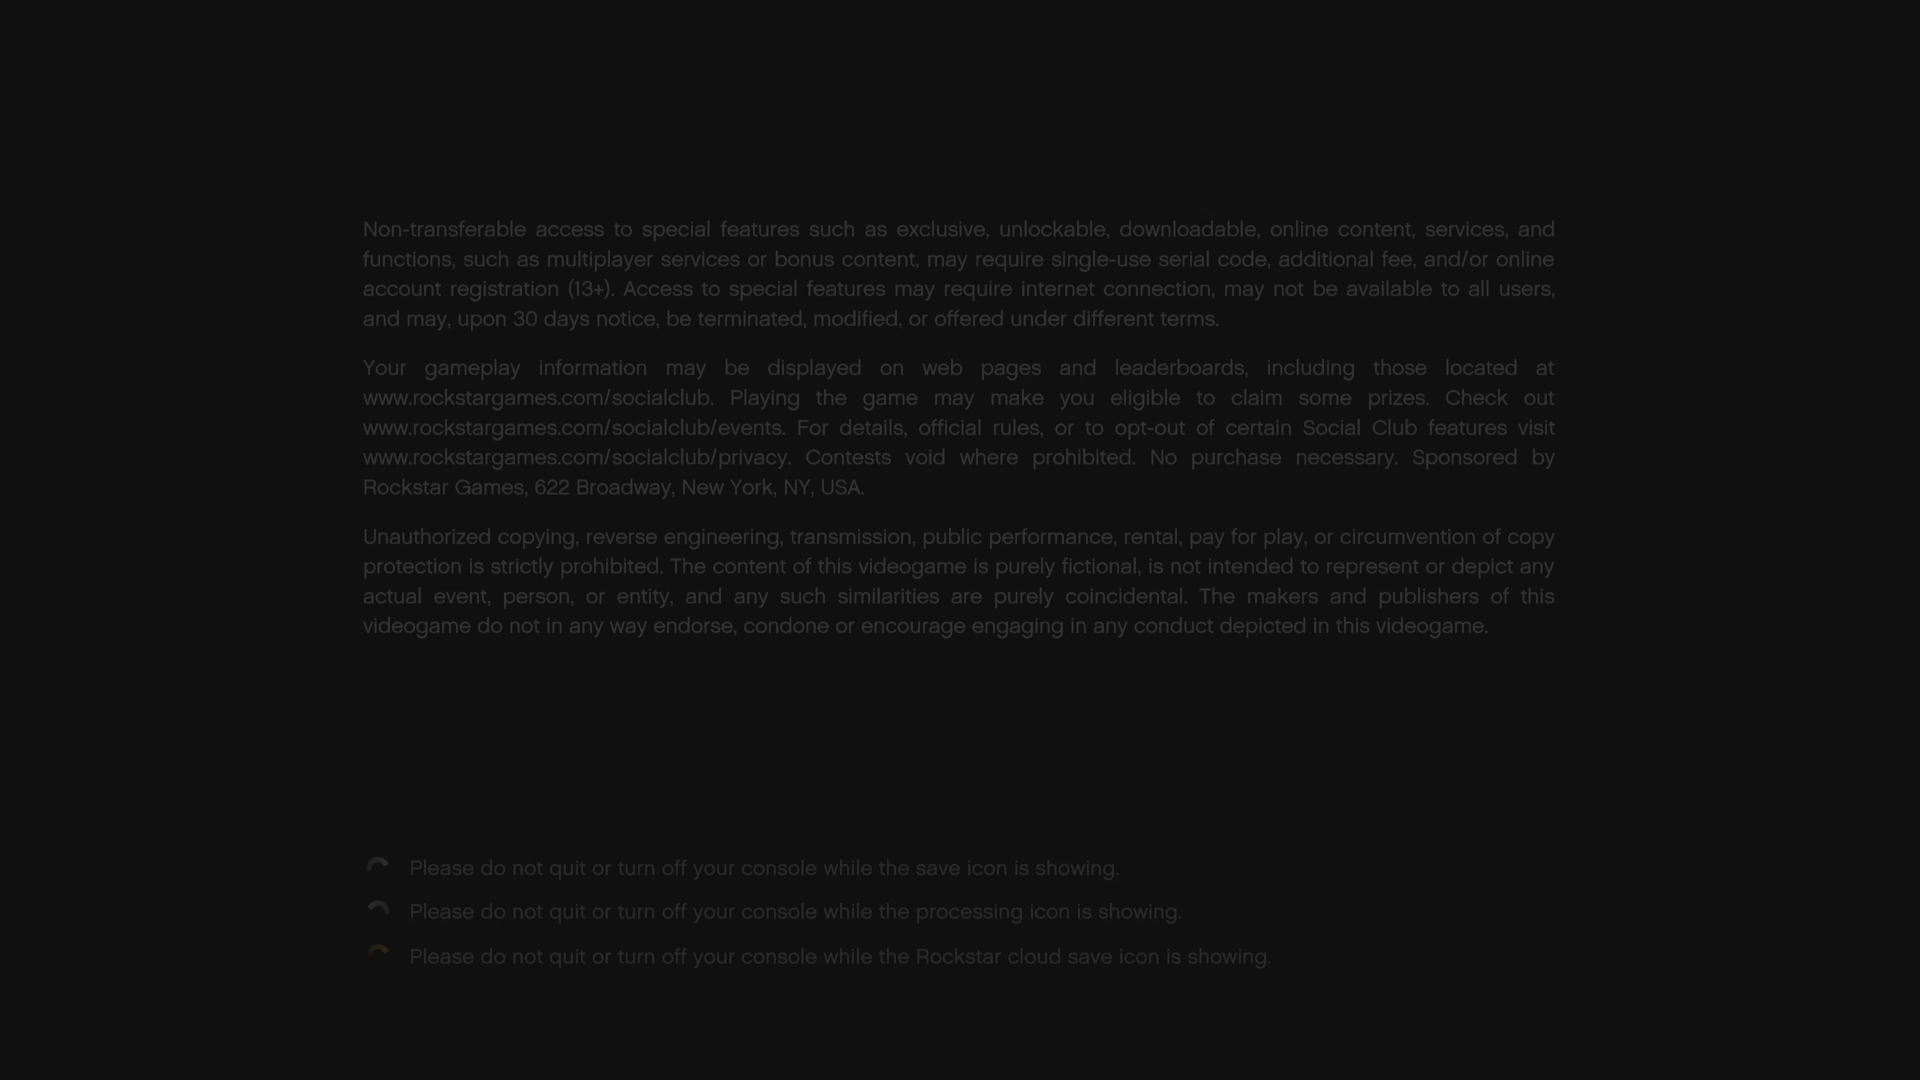 Non-transferable access to special features such as exclusive, unlockable, downloadable, online content, services, and
functions, such as multiplayer services or bonus content, may require single-use serial code, additional fee, and/or online
account registration (13+). Access to special features may require internet connection, may not be available to all users,
and may, upon 30 days notice, be terminated, modified, or offered under different terms.
Your gameplay information may be displayed on web pages and leaderboards, including those located at
www.rockstargames.com/socialclub. Playing the game may make you eligible to claim some prizes. Check out
www.rockstargames.com/socialclub/events. For details, official rules, or to opt-out of certain Social Club features visit
www.rockstargames.com/socialclub/privacy. Contests void where prohibited. No purchase necessary. Sponsored by
Rockstar Games, 622 Broadway, New York, NY, USA.
Unauthorized copying, reverse engineering, transmission, public performance, rental, pay for play, or circumvention of copy
protection is strictly prohibited. The content of this videogame is purely fictional, is not intended to represent or depict any
actual event, person, or entity, and any such similarities are purely coincidental. The makers and publishers of this
videogame do not in any way endorse, condone or encourage engaging in any conduct depicted in this videogame.
Please do not quit or turn off your console while the save icon is showing.
Please do not quit or turn off your console while the processing icon is showing.
Please do not quit or turn off your console while the Rockstar cloud save icon is showing.